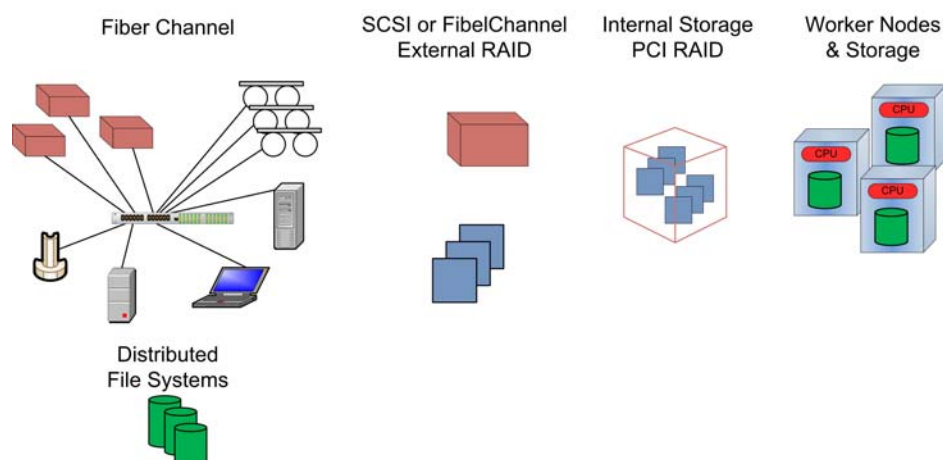 Fiber Channel
SCSI or FibelChannel
External RAID
Internal Storage
PCI RAID
Worker Nodes
& Storage
CPU
CPU
CPU
Distributed
File Systems